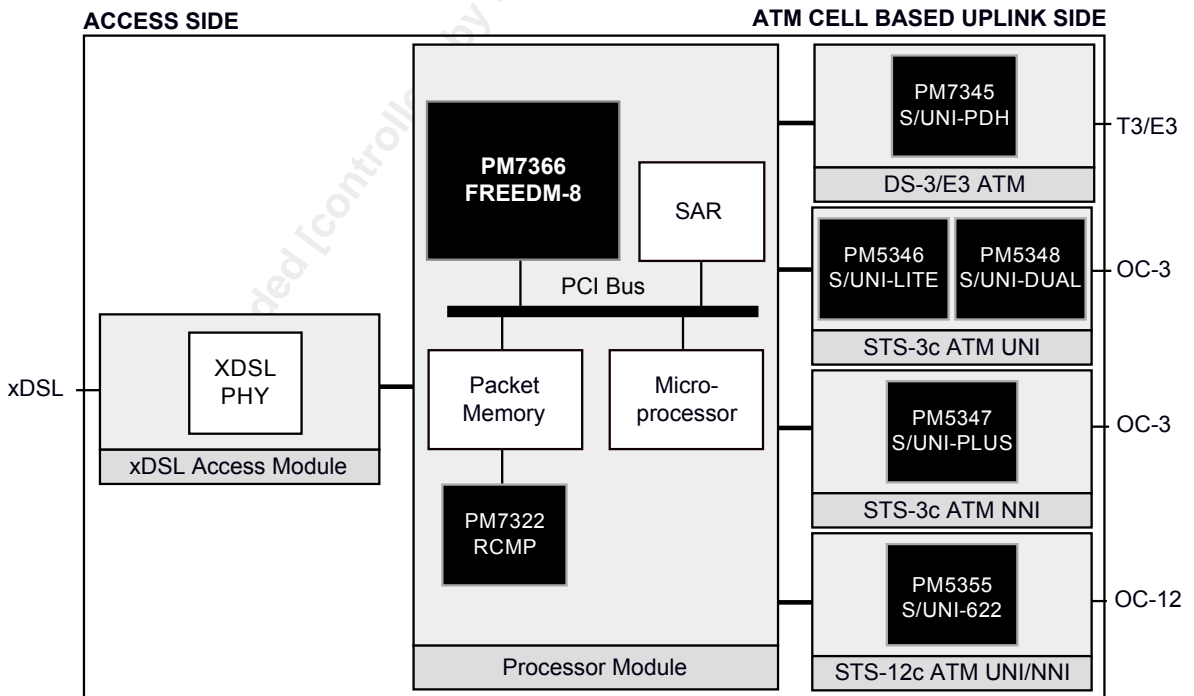 ACCESS SIDE
ATM CELL BASED UPLINK SIDE
PM7366
FREEDM-8
SAR
PCI Bus
Packet
Memory
Micro-
processor
PM7322
RCMP
Processor Module
xDSL
XDSL
PHY
xDSL Access Module
PM7345
S/UNI-PDH
DS-3/E3 ATM
T3/E3
PM5346
S/UNI-LITE
PM5348
S/UNI-DUAL
STS-3c ATM UNI
OC-3
PM5347
S/UNI-PLUS
STS-3c ATM NNI
OC-3
PM5355
S/UNI-622
STS-12c ATM UNI/NNI
OC-12